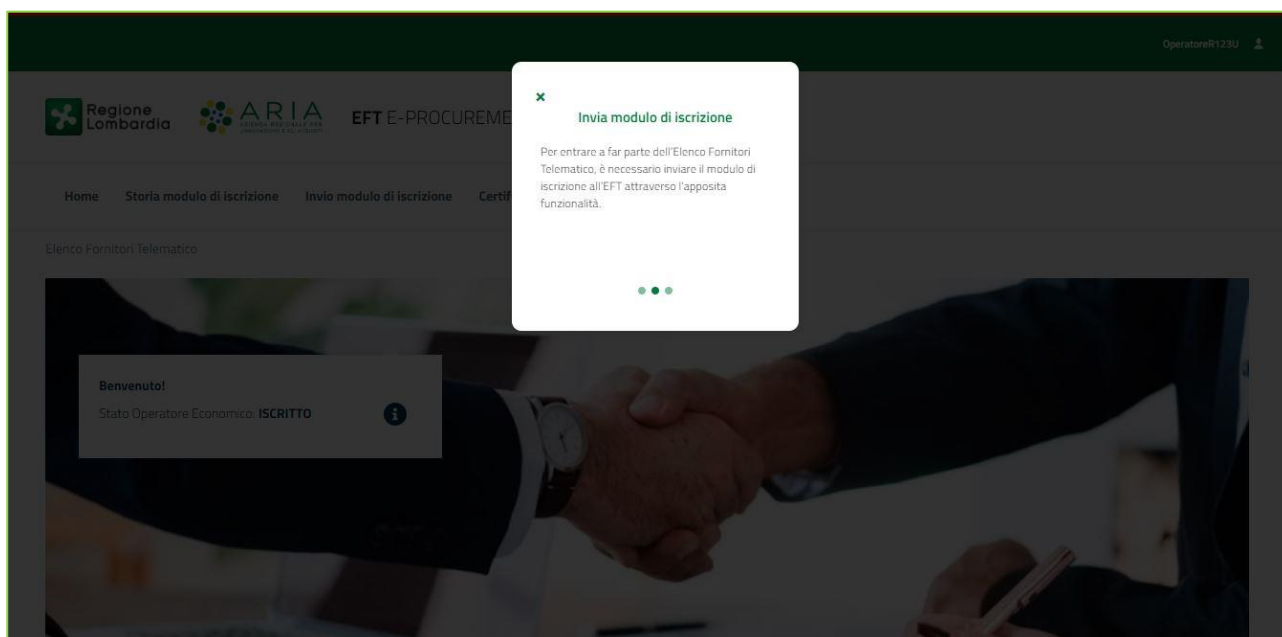 OperatoreR123U
Regione
Lombardia
ARIA
EFT E-PROCUREME
Home Storia modulo di iscrizione Invio modulo di iscrizione Certif
Elenco Fornitori Telematico
Invia modulo di iscrizione
Per entrare a far parte dell'Elenco Fornitori
Telematico, è necessario inviare il modulo di
iscrizione all'EFT attraverso l'apposita
funzionalità.
Benvenuto!
Stato Operatore Economico: ISCRITTO